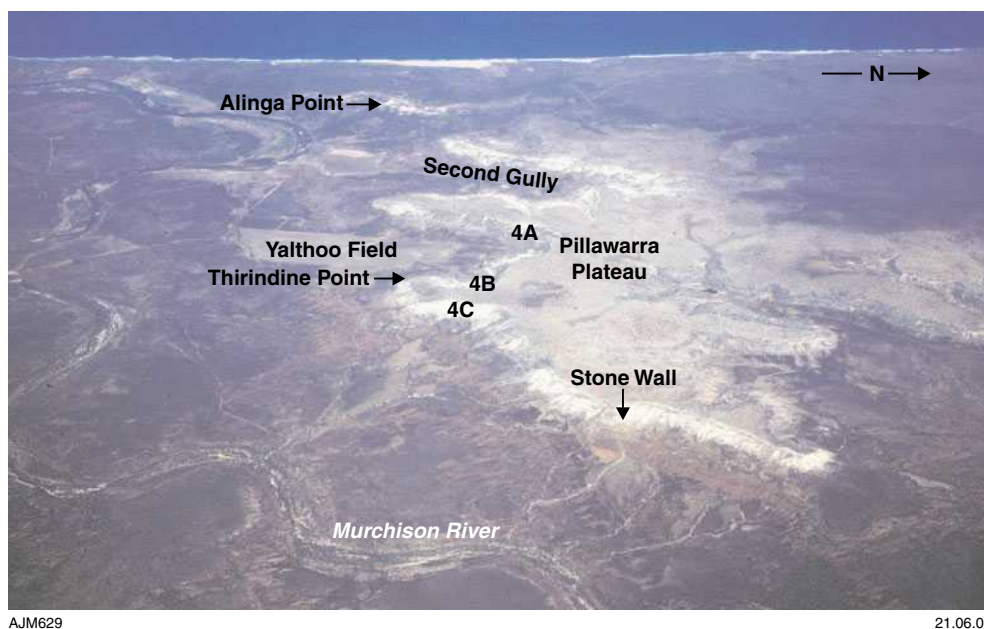 N
Alinga Point
Second Gully
4A
Yalthoo Field
Pillawarra
Plateau
Thirindine Point
4B
4C
Stone Wall
Murchison River
AJM629
21.06.0